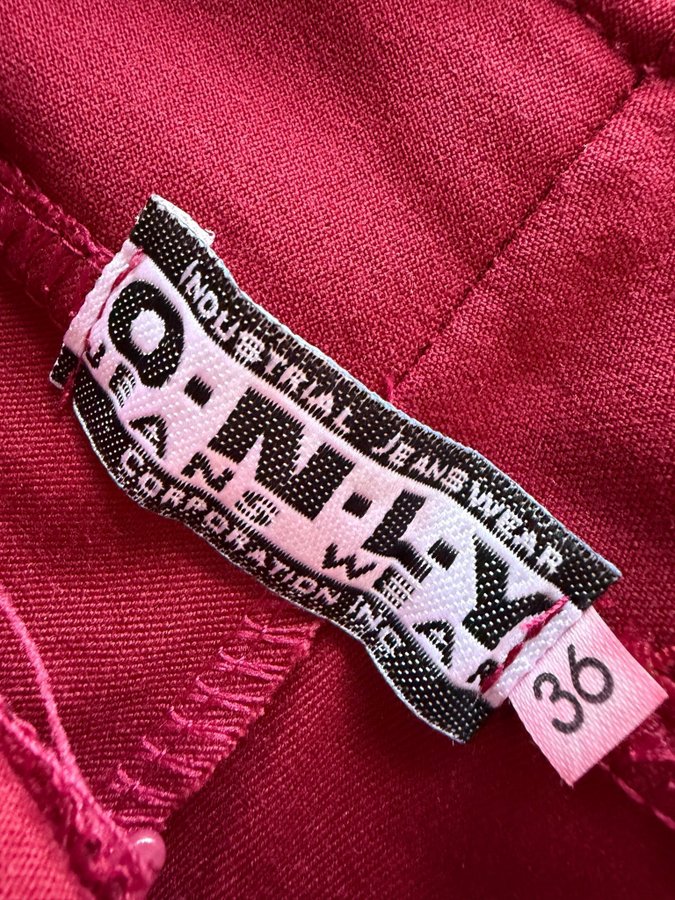 INDUSTRIAL JEANSWEAR
O·N·L·Y
JEANS WEAR
CORPORATION INC.
36